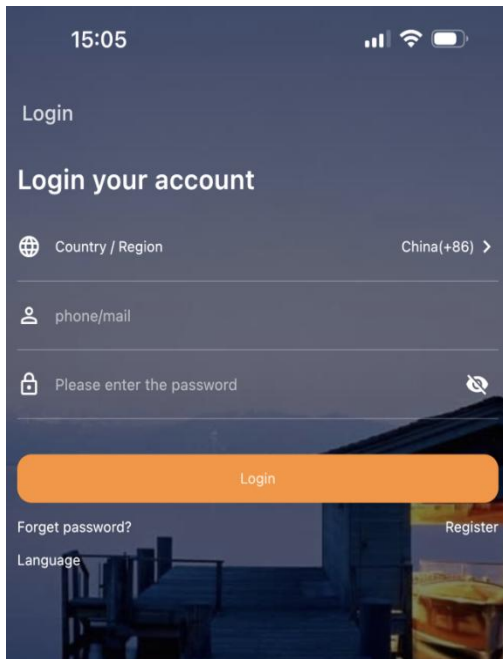 15:05
Login
Login your account
Country / Region China(+86)
phone/mail
Please enter the password
Login
Forget password? Register
Language